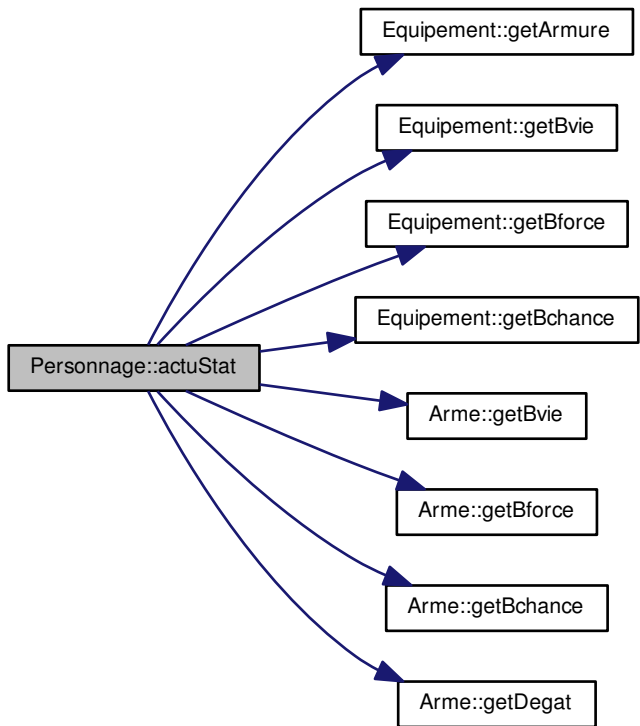 Equipement::getArmure
Equipement::getBvie
Equipement::getBforce
Equipement::getBchance
Personnage::actuStat
Arme::getBvie
Arme::getBforce
Arme::getBchance
Arme::getDegat